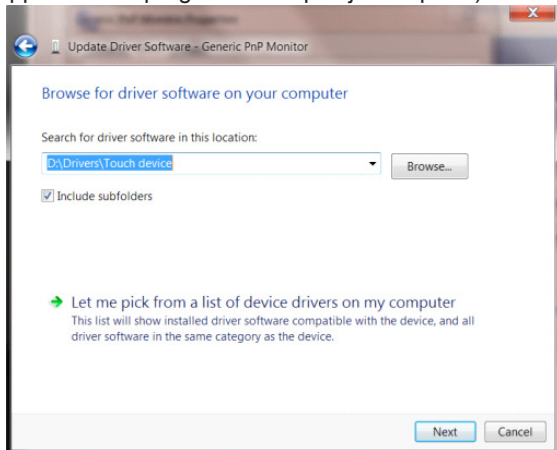 Update Driver Software - Generic PnP Monitor
Browse for driver software on your computer
Search for driver software in this location:
D:\Drivers\Touch device
Browse...
Include subfolders
Let me pick from a list of device drivers on my computer
This list will show installed driver software compatible with the device, and all
driver software in the same category as the device.
Next
Cancel